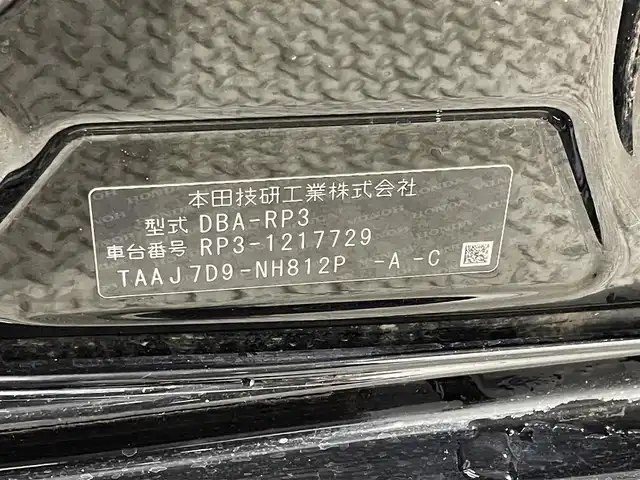 本田技研工業株式会社
型式 DBA-RP3
車台番号 RP3-1217729
TAAJ7D9-NH812P -A -C